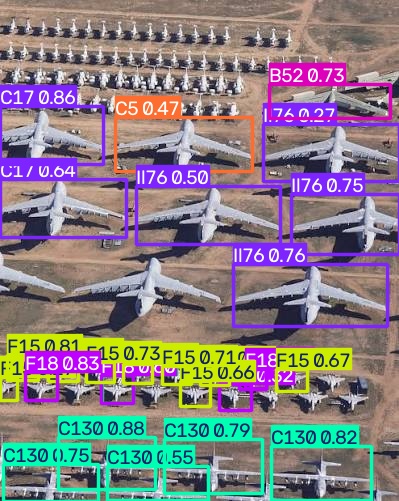 B52 0.73
C17 0.86
C5 0.47
I76 0.27
C17 0.64
Il76 0.50
Il76 0.75
Il76 0.76
F15 0.81
F15 0.73
F15 0.71
F18
F15 0.67
F18 0.83
F15 0.66
C130 0.88
C130 0.79
C130 0.82
C130 0.75
C130 0.55